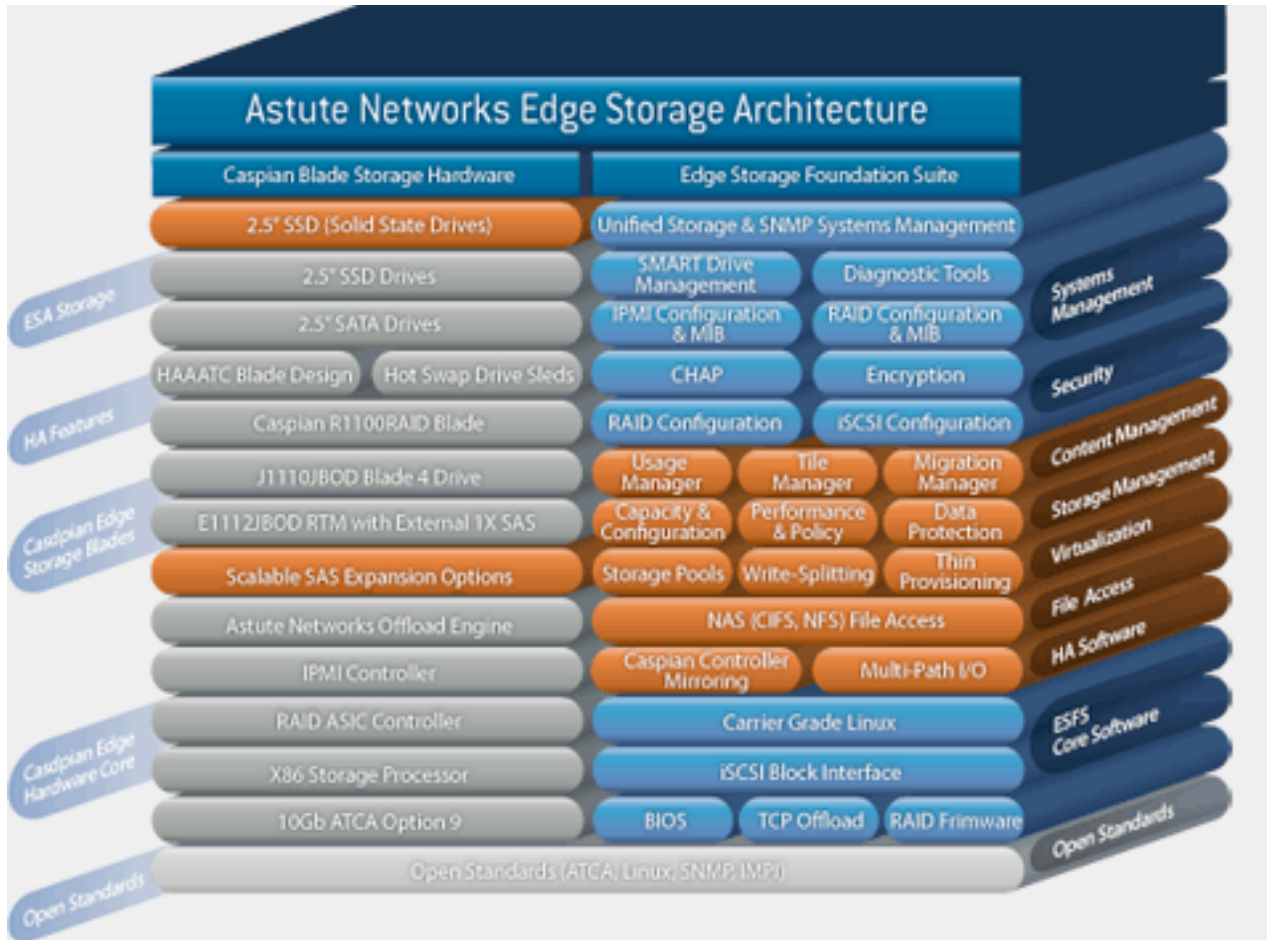 Astute Networks Edge Storage Architecture
Caspian Blade Storage Hardware
Edge Storage Foundation Suite
2.5" SSD (Solid State Drives)
Unified Storage & SNMP Systems Management
ESA Storage
2.5" SSD Drives
SMART Drive
Management
Diagnostic Tools
Systems
Management
2.5" SATA Drives
IPMI Configuration
& MIB
RAID Configuration
& MIB
HA Features
HAAATC Blade Design
Hot Swap Drive Sleds
CHAP
Encryption
Security
Caspian R1100RAID Blade
RAID Configuration
iSCSI Configuration
Content Management
Casdpian Edge
Storage Blades
J1110JBOD Blade 4 Drive
Usage
Manager
Tile
Manager
Migration
Manager
Storage Management
E1112JBOD RTM with External 1X SAS
Capacity &
Configuration
Performance
& Policy
Data
Protection
Virtualization
Scalable SAS Expansion Options
Storage Pools
Write-Splitting
Thin
Provisioning
File Access
Astute Networks Offload Engine
NAS (CIFS, NFS) File Access
HA Software
IPMI Controller
Caspian Controller
Mirroring
Multi-Path I/O
Casdpian Edge
Hardware Core
RAID ASIC Controller
Carrier Grade Linux
ESFS
Core Software
X86 Storage Processor
iSCSI Block Interface
10Gb ATCA Option 9
BIOS
TCP Offload
RAID Frimware
Open Standards
Open Standards (ATCA, Linux, SNMP, IMPI)
Open Standards